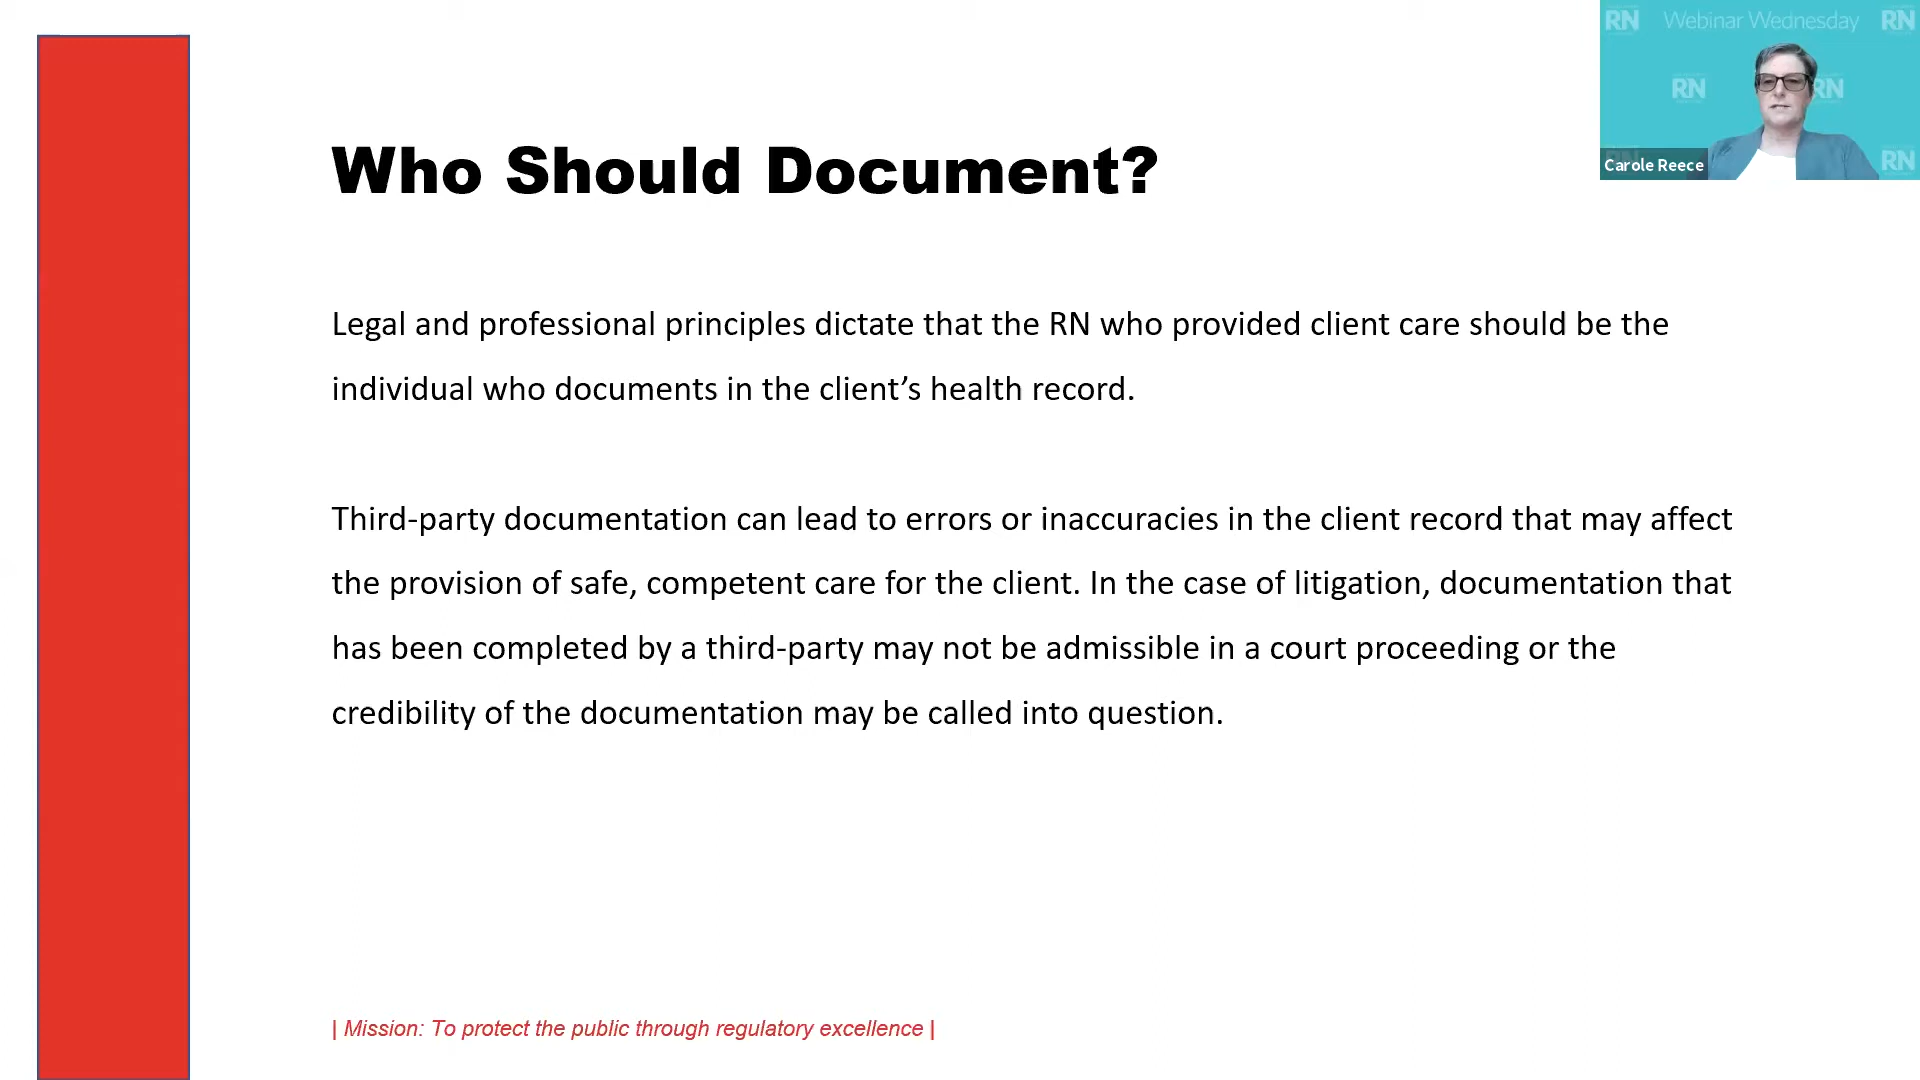 RN Webinar Wednesday RN
RN RN
Carole Reece
RN
Who Should Document?
Legal and professional principles dictate that the RN who provided client care should be the
individual who documents in the client’s health record.
Third-party documentation can lead to errors or inaccuracies in the client record that may affect
the provision of safe, competent care for the client. In the case of litigation, documentation that
has been completed by a third-party may not be admissible in a court proceeding or the
credibility of the documentation may be called into question.
| Mission: To protect the public through regulatory excellence |